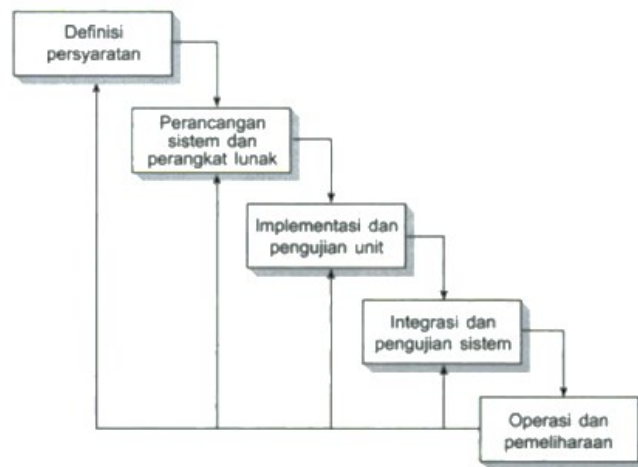 Definisi
persyaratan
Perancangan
sistem dan
perangkat lunak
Implementasi dan
pengujian unit
Integrasi dan
pengujian sistem
Operasi dan
pemeliharaan